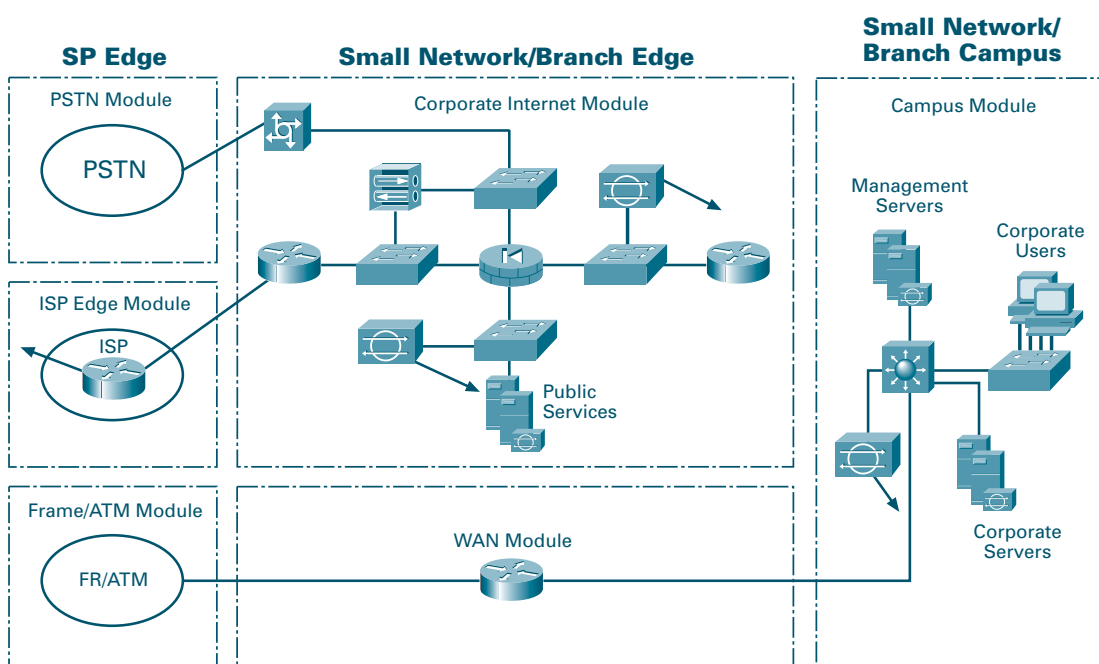 SP Edge
Small Network/Branch Edge
Small Network/
Branch Campus
PSTN Module
PSTN
Corporate Internet Module
Campus Module
Management
Servers
Corporate
Users
ISP Edge Module
ISP
Public
Services
Corporate
Servers
Frame/ATM Module
FR/ATM
WAN Module